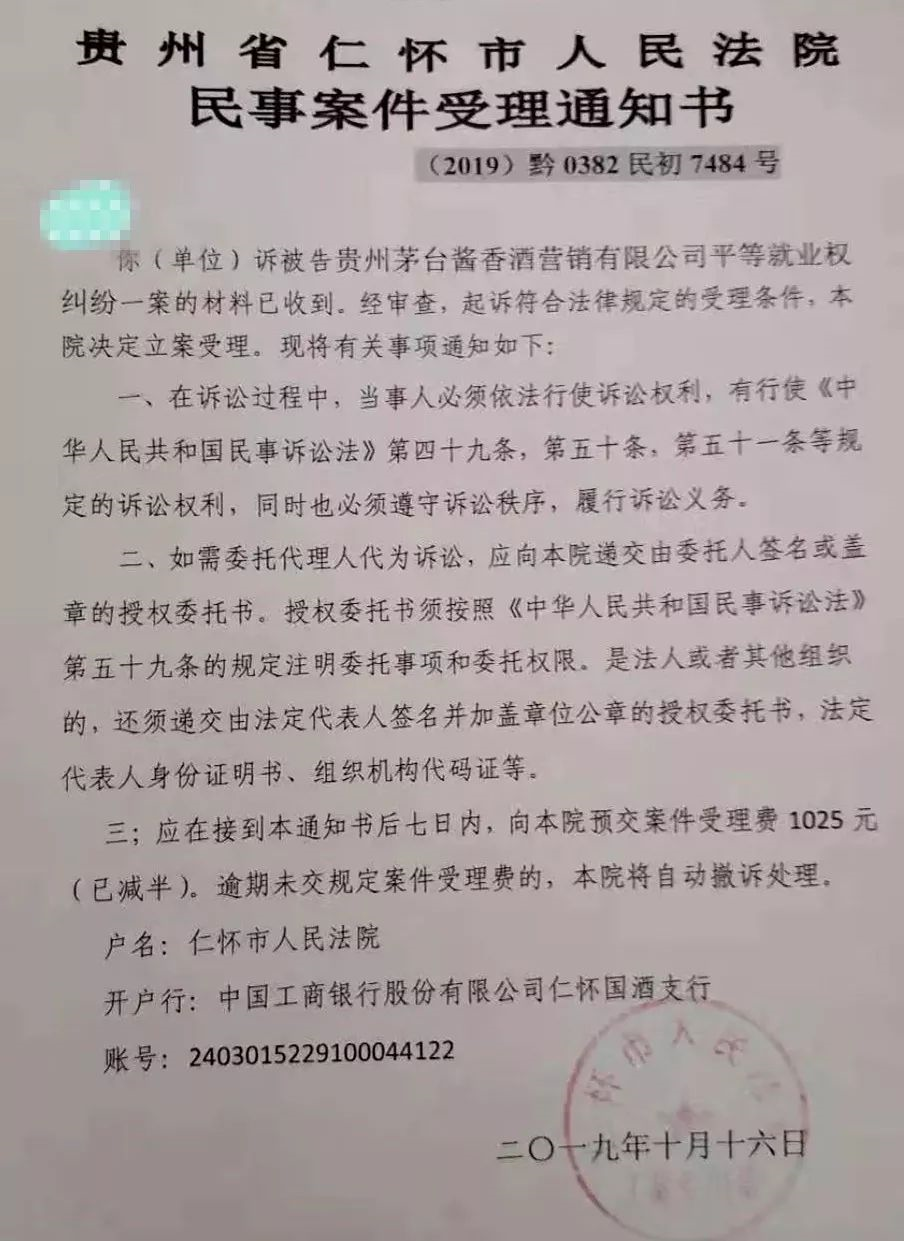 贵州省仁怀市人民法院
民事案件受理通知书
（2019）黔 0382 民初 7484 号
你（单位）诉被告贵州茅台酱香酒营销有限公司平等就业权
纠纷一案的材料已收到。经审查，起诉符合法律规定的受理条件，本
院决定立案受理。现将有关事项通知如下：
一、在诉讼过程中，当事人必须依法行使诉讼权利，有行使《中
华人民共和国民事诉讼法》第四十九条，第五十条，第五十一条等规
定的诉讼权利，同时也必须遵守诉讼秩序，履行诉讼义务。
二、如需委托代理人代为诉讼，应向本院递交由委托人签名或盖
章的授权委托书。授权委托书须按照《中华人民共和国民事诉讼法》
第五十九条的规定注明委托事项和委托权限。是法人或者其他组织
的，还须递交由法定代表人签名并加盖章位公章的授权委托书，法定
代表人身份证明书、组织机构代码证等。
三；应在接到本通知书后七日内，向本院预交案件受理费 1025 元
（已减半）。逾期未交规定案件受理费的，本院将自动撤诉处理。
户名：仁怀市人民法院
开户行：中国工商银行股份有限公司仁怀国酒支行
账号：2403015229100044122
怀市人民
二〇一九年十月十六日